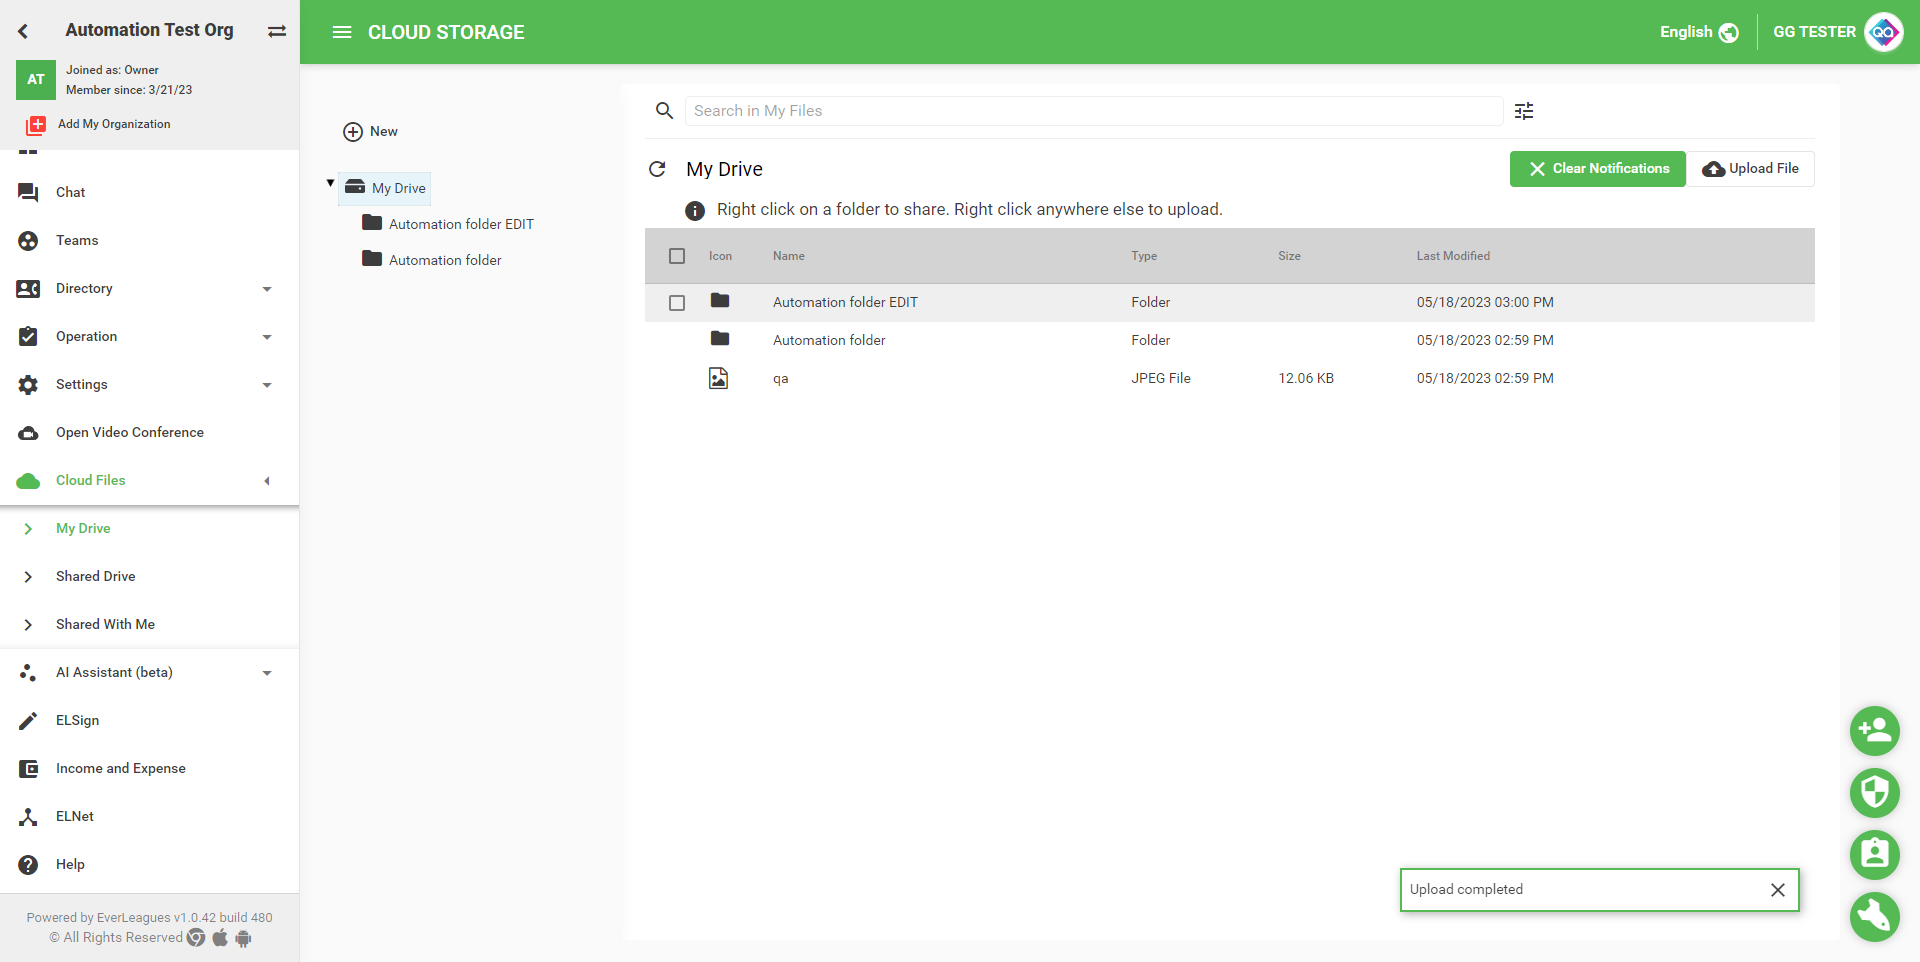 Automation Test Org
AT
Joined as: Owner
Member since: 3/21/23
Add My Organization
Chat
Teams
Directory
Operation
Settings
Open Video Conference
Cloud Files
My Drive
Shared Drive
Shared With Me
AI Assistant (beta)
ELSign
Income and Expense
ELNet
Help
Powered by EverLeagues v1.0.42 build 480
© All Rights Reserved
CLOUD STORAGE
English
GG TESTER
QA
New
My Drive
Automation folder EDIT
Automation folder
Search in My Files
My Drive
Clear Notifications
Upload File
Right click on a folder to share. Right click anywhere else to upload.
Icon Name Type Size Last Modified
Automation folder EDIT Folder 05/18/2023 03:00 PM
Automation folder Folder 05/18/2023 02:59 PM
qa JPEG File 12.06 KB 05/18/2023 02:59 PM
Upload completed